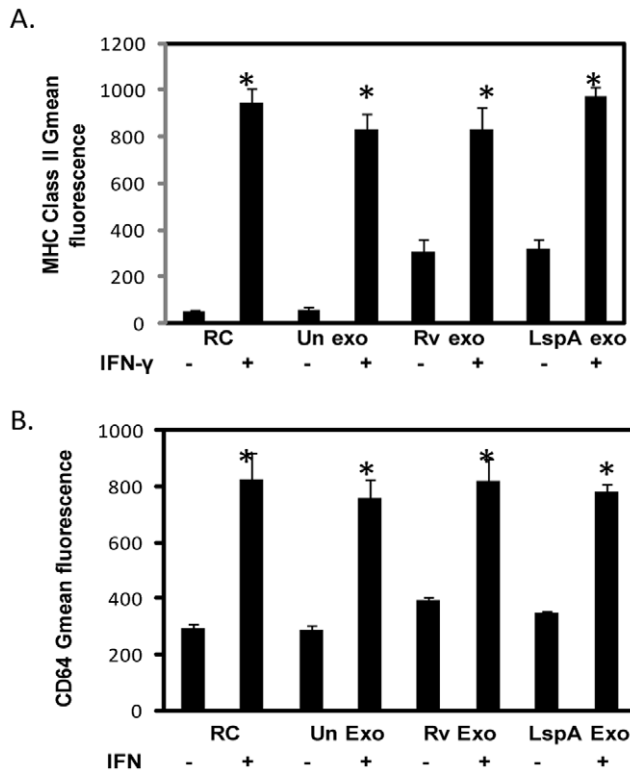 A.
MHC Class II Gmean
fluorescence
1200
1000
800
600
400
200
0
* * * *
RC Un exo Rv exo LspA exo
IFN-γ - + - + - + - +
B.
CD64 Gmean fluorescence
1000
800
600
400
200
0
* * * *
RC Un Exo Rv Exo LspA Exo
IFN - + - + - + - +